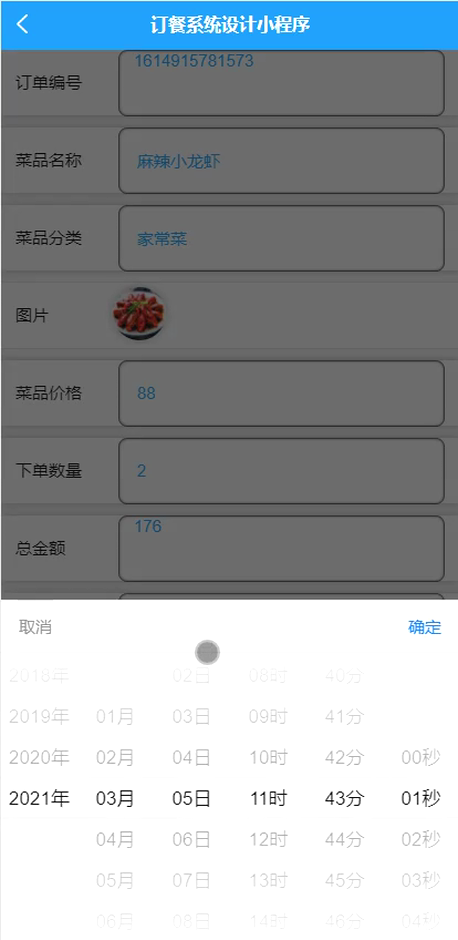 订餐系统设计小程序
订单编号 1614915781573
菜品名称 麻辣小龙虾
菜品分类 家常菜
图片
菜品价格 88
下单数量 2
总金额 176
取消 确定
2018年 02日 08时 40分
2019年 01月 03日 09时 41分
2020年 02月 04日 10时 42分 00秒
2021年 03月 05日 11时 43分 01秒
04月 06日 12时 44分 02秒
05月 07日 13时 45分 03秒
06月 08日 14时 46分 04秒